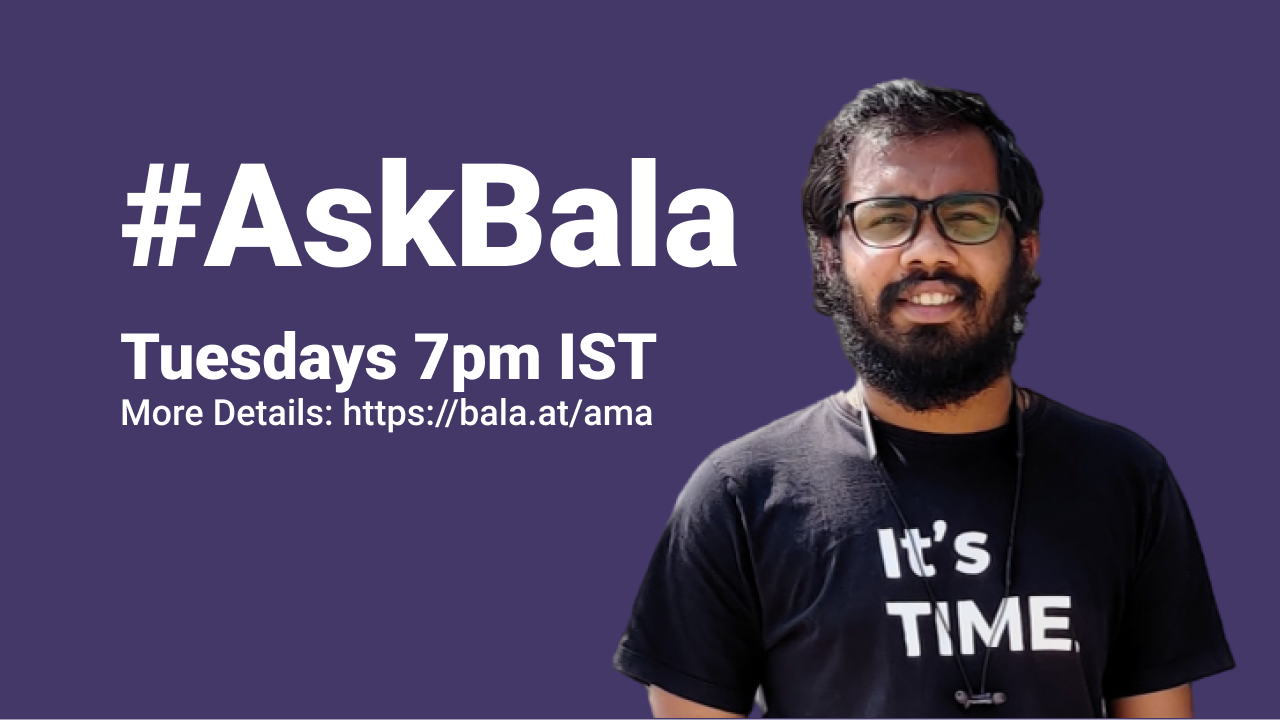 #AskBala
Tuesdays 7pm IST
More Details: https://bala.at/ama
It's
TIME.